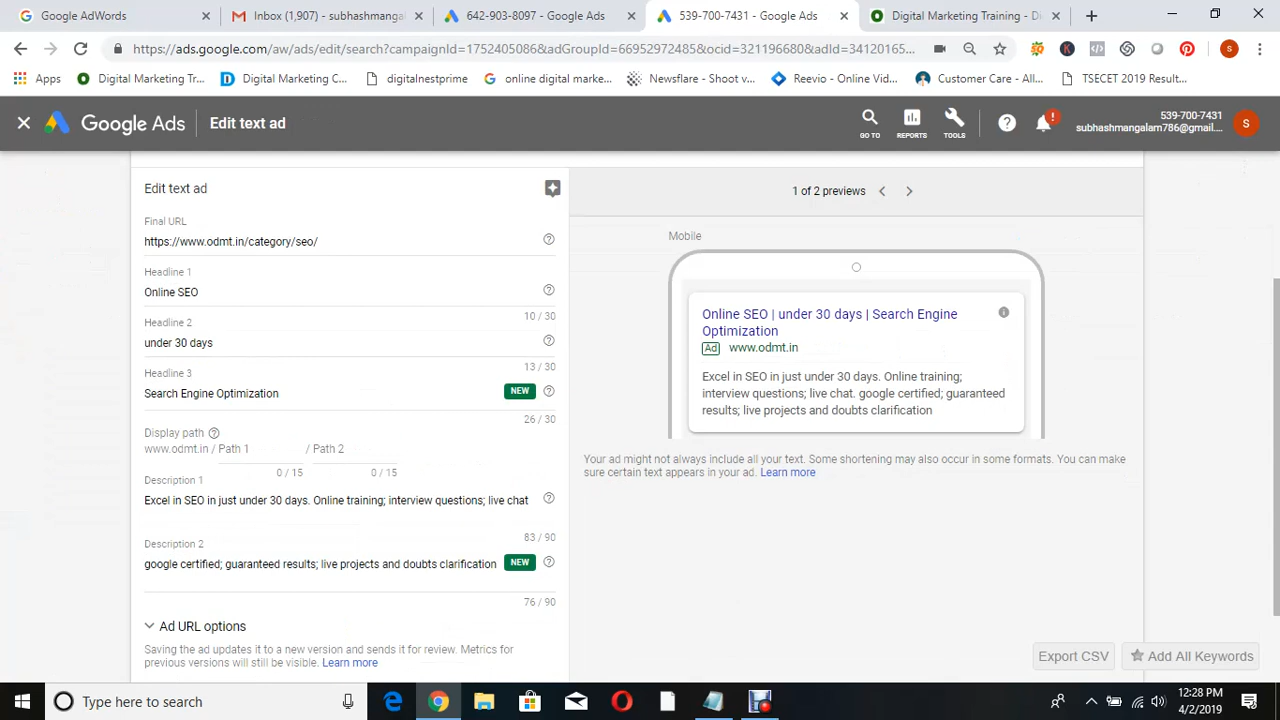 Google AdWords
Inbox (1,907) - subhashmanga
642-903-8097 - Google Ads
539-700-7431 - Google Ads
Digital Marketing Training - D
https://ads.google.com/aw/ads/edit/search?campaignId=1752405086&adGroupId=66952972485&ocid=321196680&adId=34120165...
Apps
Digital Marketing Tr...
Digital Marketing C...
digitalnestprime
online digital marke...
Newsflare - Shoot v...
Reevio - Online Vid...
Customer Care - Al...
TSECET 2019 Result...
Google Ads
Edit text ad
GO TO
REPORTS
TOOLS
539-700-7431
subhashmangalam786@gmail....
S
Edit text ad
1 of 2 previews
Final URL
https://www.odmt.in/category/seo/
Mobile
Headline 1
Online SEO
10 / 30
Headline 2
under 30 days
13 / 30
Headline 3
Search Engine Optimization
NEW
26 / 30
Online SEO | under 30 days | Search Engine
Optimization
Ad www.odmt.in
Excel in SEO in just under 30 days. Online training;
interview questions; live chat. google certified; guaranteed
results; live projects and doubts clarification
Display path
www.odmt.in / Path 1 / Path 2
0 / 15 0 / 15
Your ad might not always include all your text. Some shortening may also occur in some formats. You can make
sure certain text appears in your ad. Learn more
Description 1
Excel in SEO in just under 30 days. Online training; interview questions; live chat
83 / 90
Description 2
google certified; guaranteed results; live projects and doubts clarification
NEW
76 / 90
Ad URL options
Saving the ad updates it to a new version and sends it for review. Metrics for
previous versions will still be visible. Learn more
Export CSV
Add All Keywords
Type here to search
12:28 PM
4/2/2019